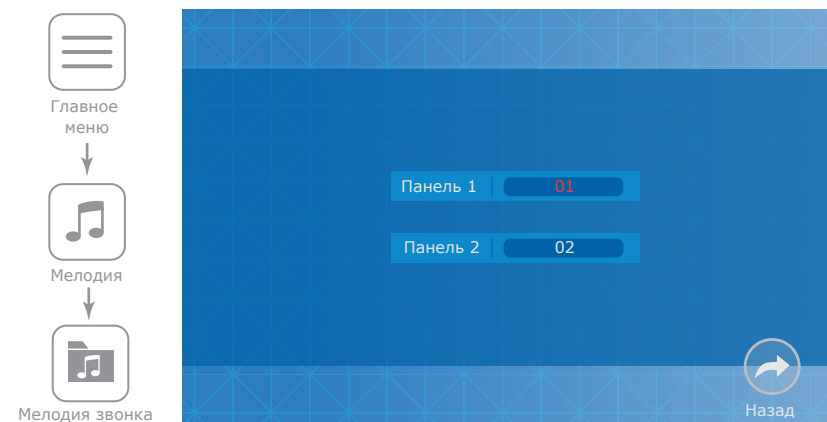 Главное
меню
Мелодия
Мелодия звонка
Панель 1 01
Панель 2 02
Назад